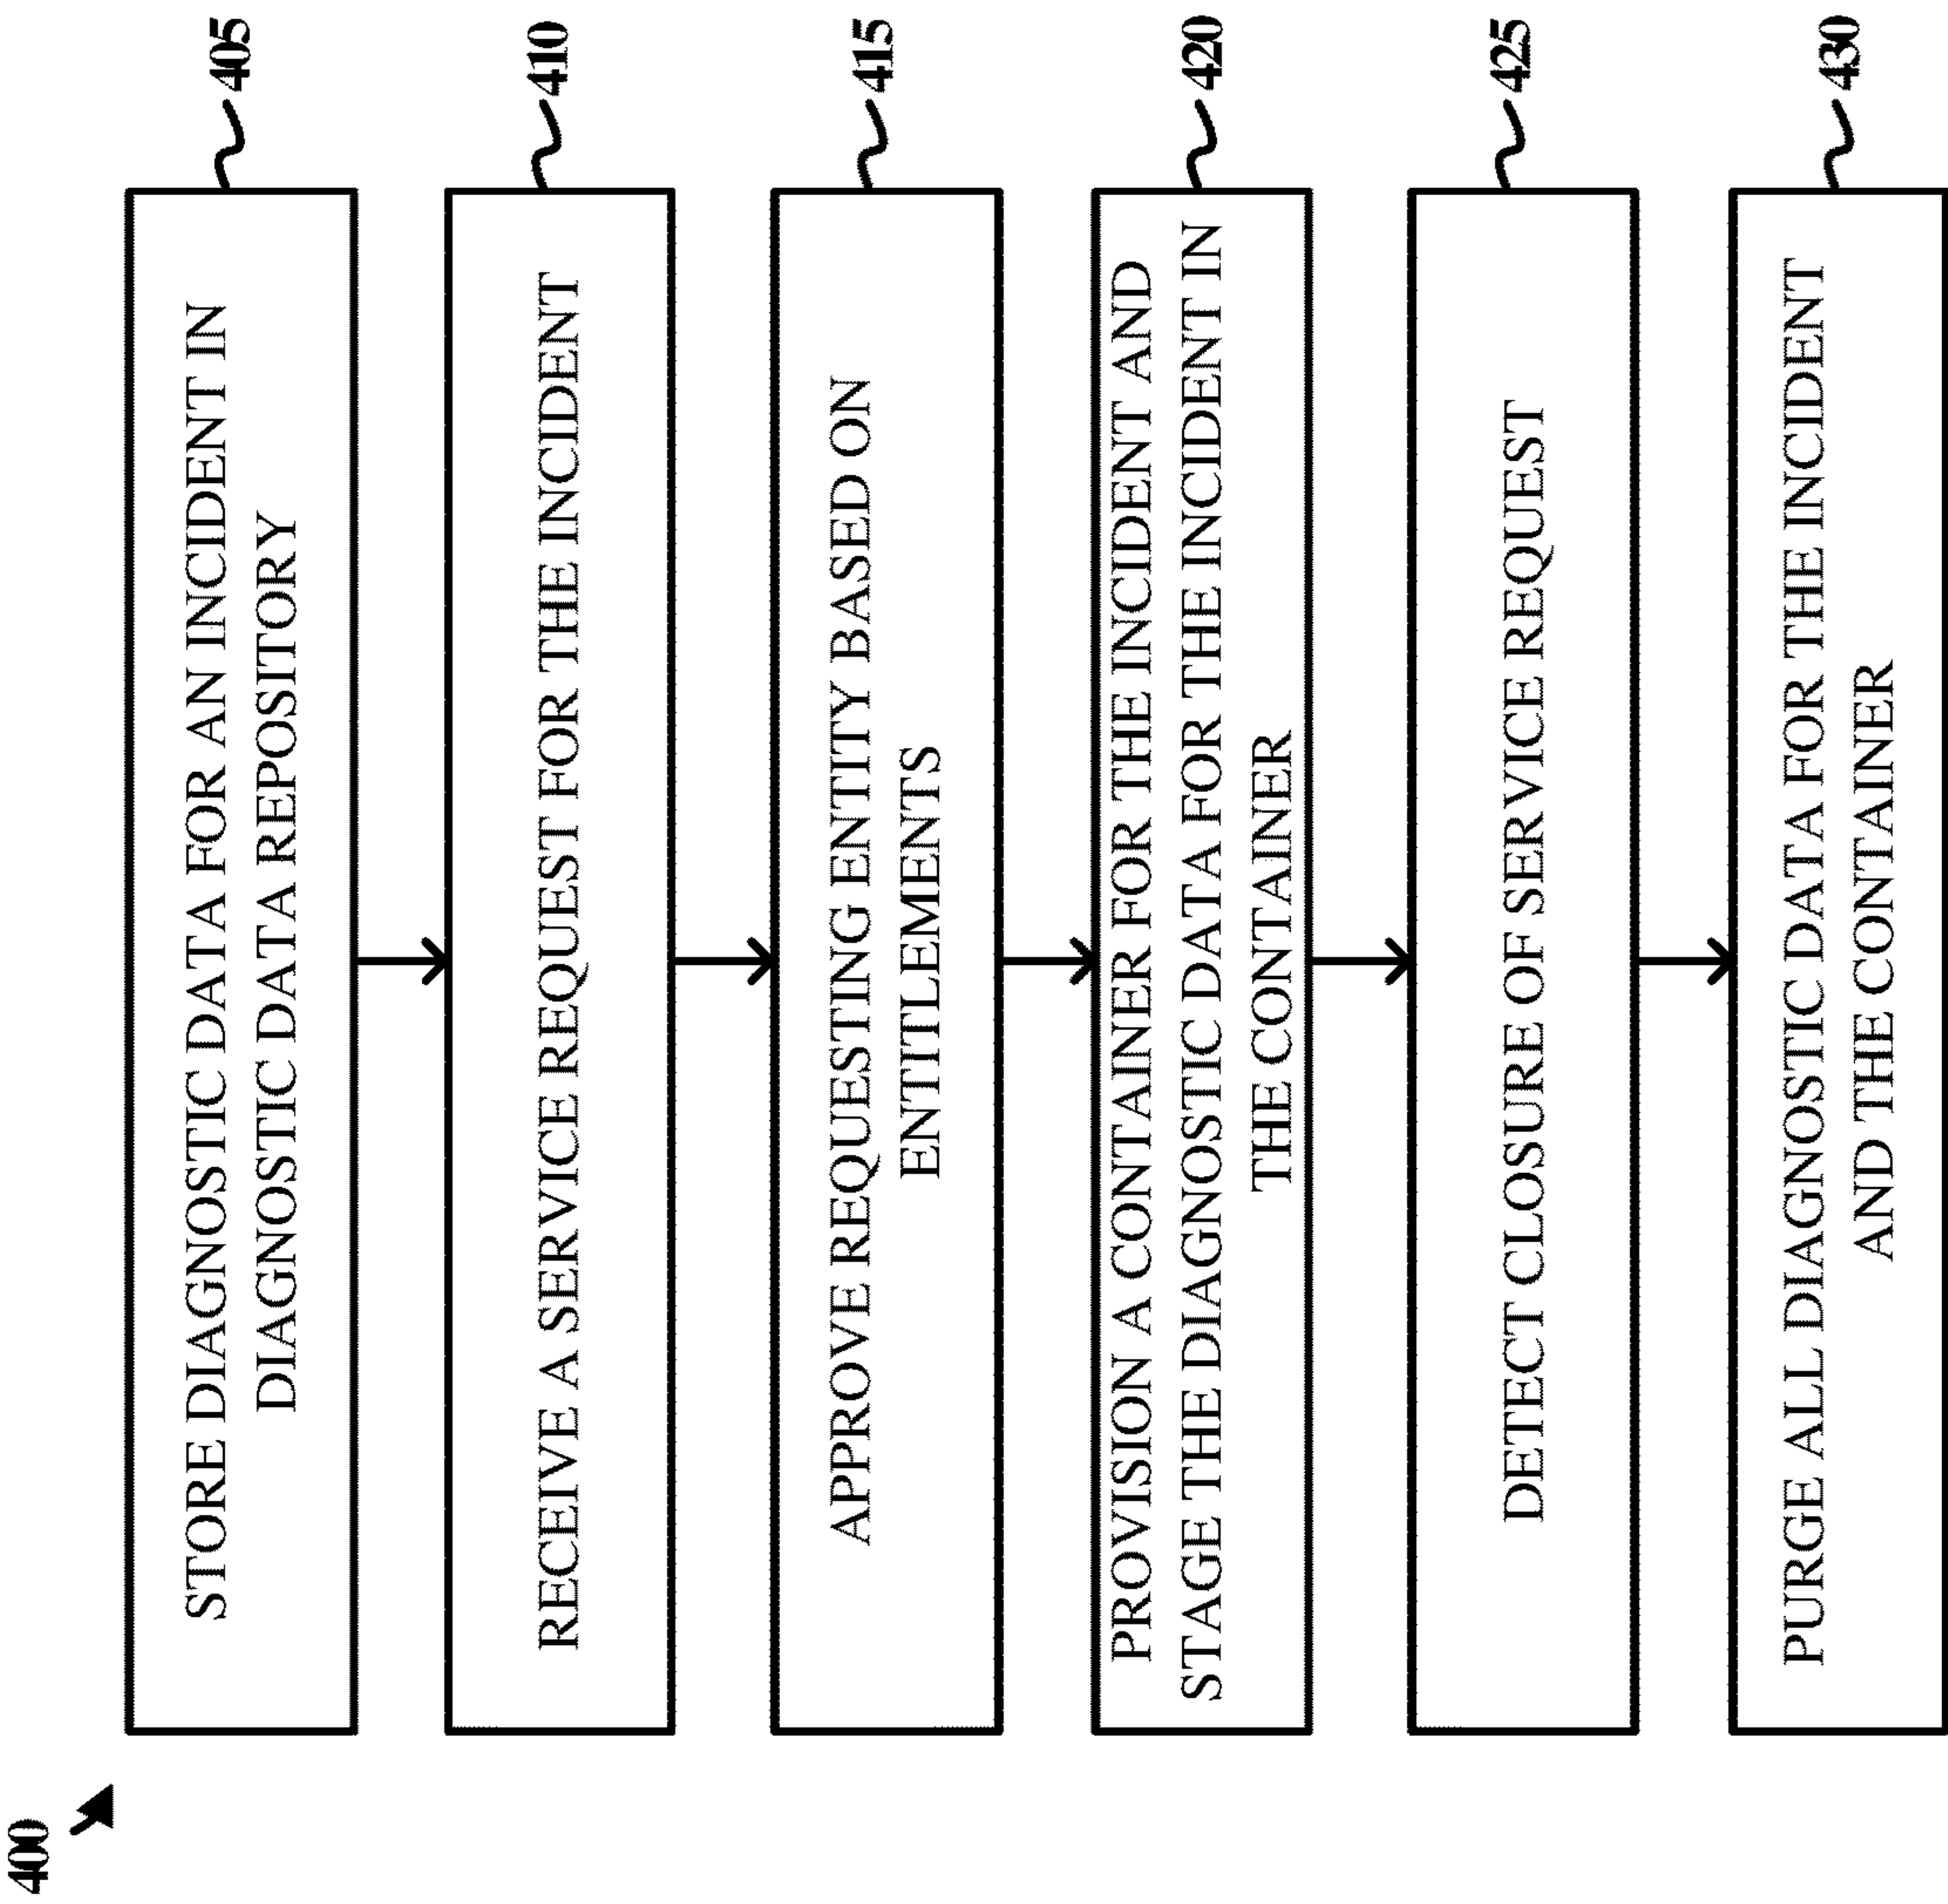 400
STORE DIAGNOSTIC DATA FOR AN INCIDENT IN
DIAGNOSTIC DATA REPOSITORY
405
RECEIVE A SERVICE REQUEST FOR THE INCIDENT
410
APPROVE REQUESTING ENTITY BASED ON
ENTITLEMENTS
415
PROVISION A CONTAINER FOR THE INCIDENT AND
STAGE THE DIAGNOSTIC DATA FOR THE INCIDENT IN
THE CONTAINER
420
DETECT CLOSURE OF SERVICE REQUEST
425
PURGE ALL DIAGNOSTIC DATA FOR THE INCIDENT
AND THE CONTAINER
430